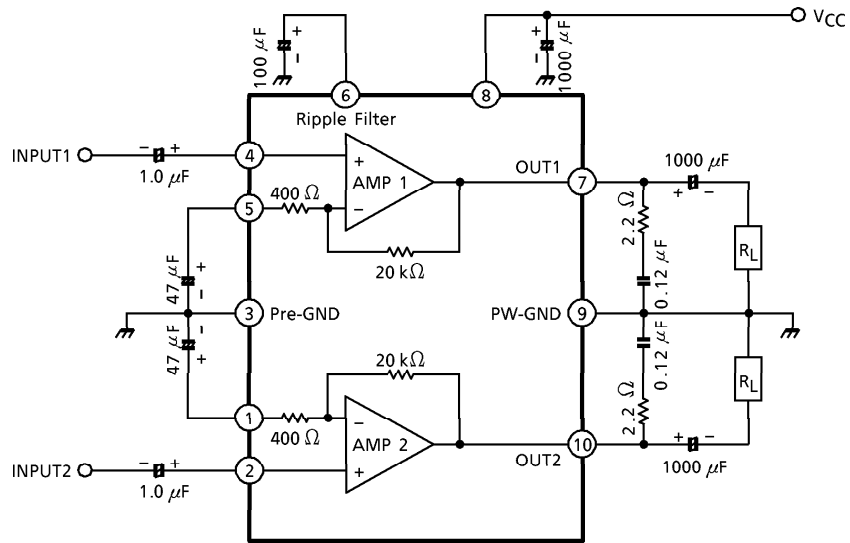 100 μF
+
-
1000 μF
+
-
VCC
6
8
Ripple Filter
INPUT1
-
+
1.0 μF
4
+
AMP 1
-
OUT1
7
1000 μF
+
-
5
400 Ω
20 kΩ
2.2 Ω
0.12 μF
RL
47 μF
+
-
3
Pre-GND
PW-GND
9
47 μF
-
+
20 kΩ
0.12 μF
2.2 Ω
RL
1
400 Ω
-
AMP 2
+
OUT2
10
+
-
1000 μF
INPUT2
-
+
1.0 μF
2